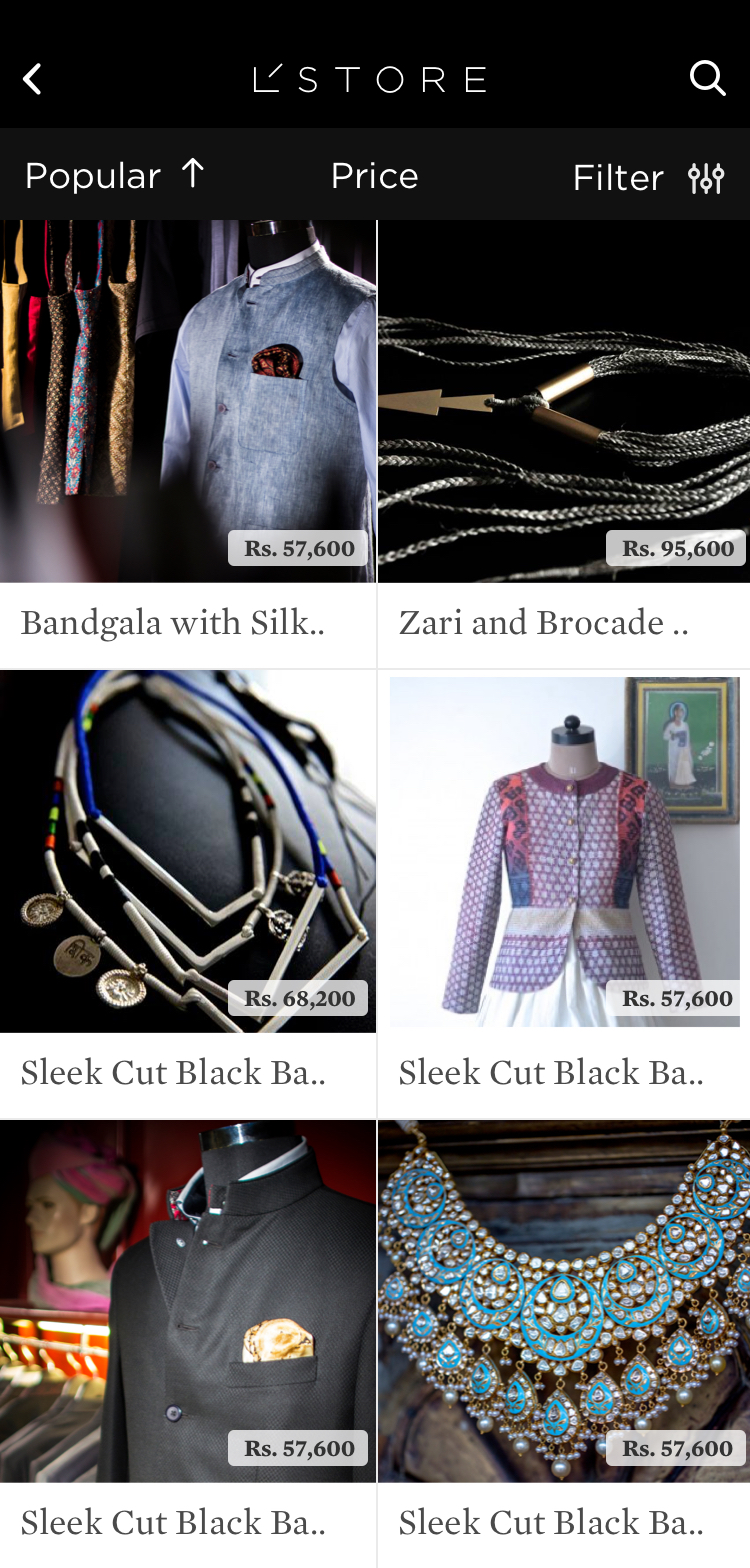 L'STORE
Popular ↑ Price Filter
Rs. 57,600
Rs. 95,600
Bandgala with Silk..
Zari and Brocade ..
Rs. 68,200
Rs. 57,600
Sleek Cut Black Ba..
Sleek Cut Black Ba..
Rs. 57,600
Rs. 57,600
Sleek Cut Black Ba..
Sleek Cut Black Ba..